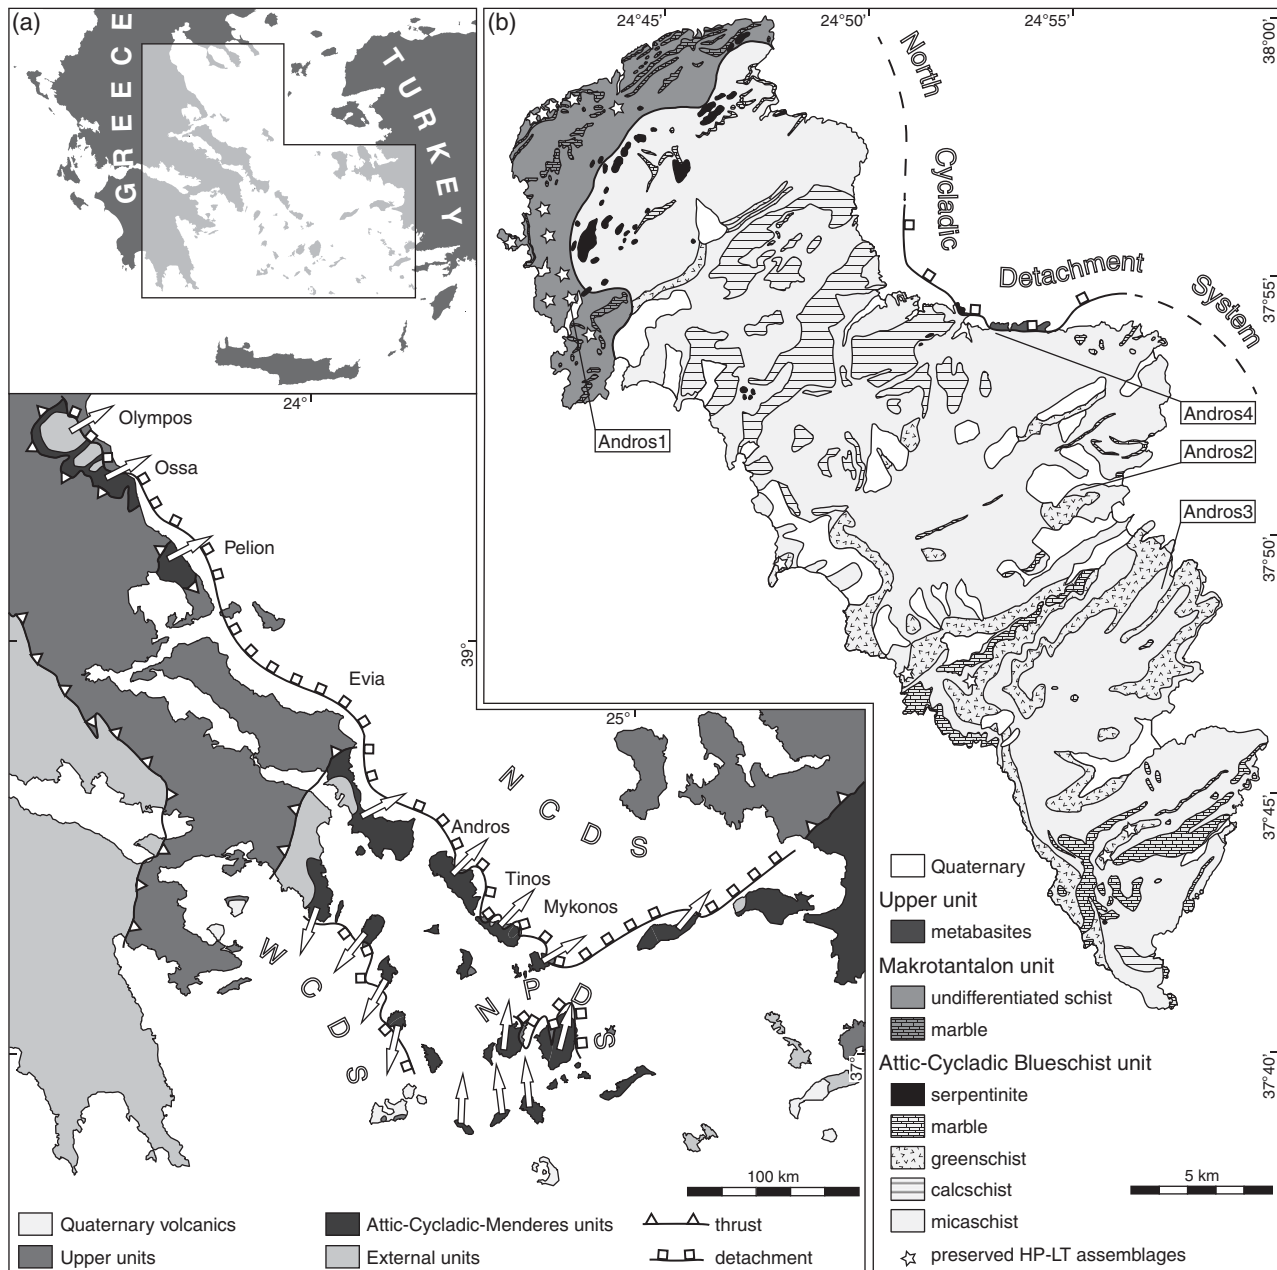 (a)
GREECE
TURKEY
24°
Olympos
Ossa
Pelion
Evia
39°
25°
NCDS
Andros
Tinos
Mykonos
WCDS
NPDS
37°
100 km
Quaternary volcanics
Upper units
Attic-Cycladic-Menderes units
External units
thrust
detachment
(b)
24°45'
24°50'
24°55'
38°00'
37°55'
37°50'
37°45'
37°40'
North
Cycladic
Detachment
System
Andros1
Andros4
Andros2
Andros3
Quaternary
Upper unit
metabasites
Makrotantalon unit
undifferentiated schist
marble
Attic-Cycladic Blueschist unit
serpentinite
marble
greenschist
calcschist
micaschist
preserved HP-LT assemblages
5 km